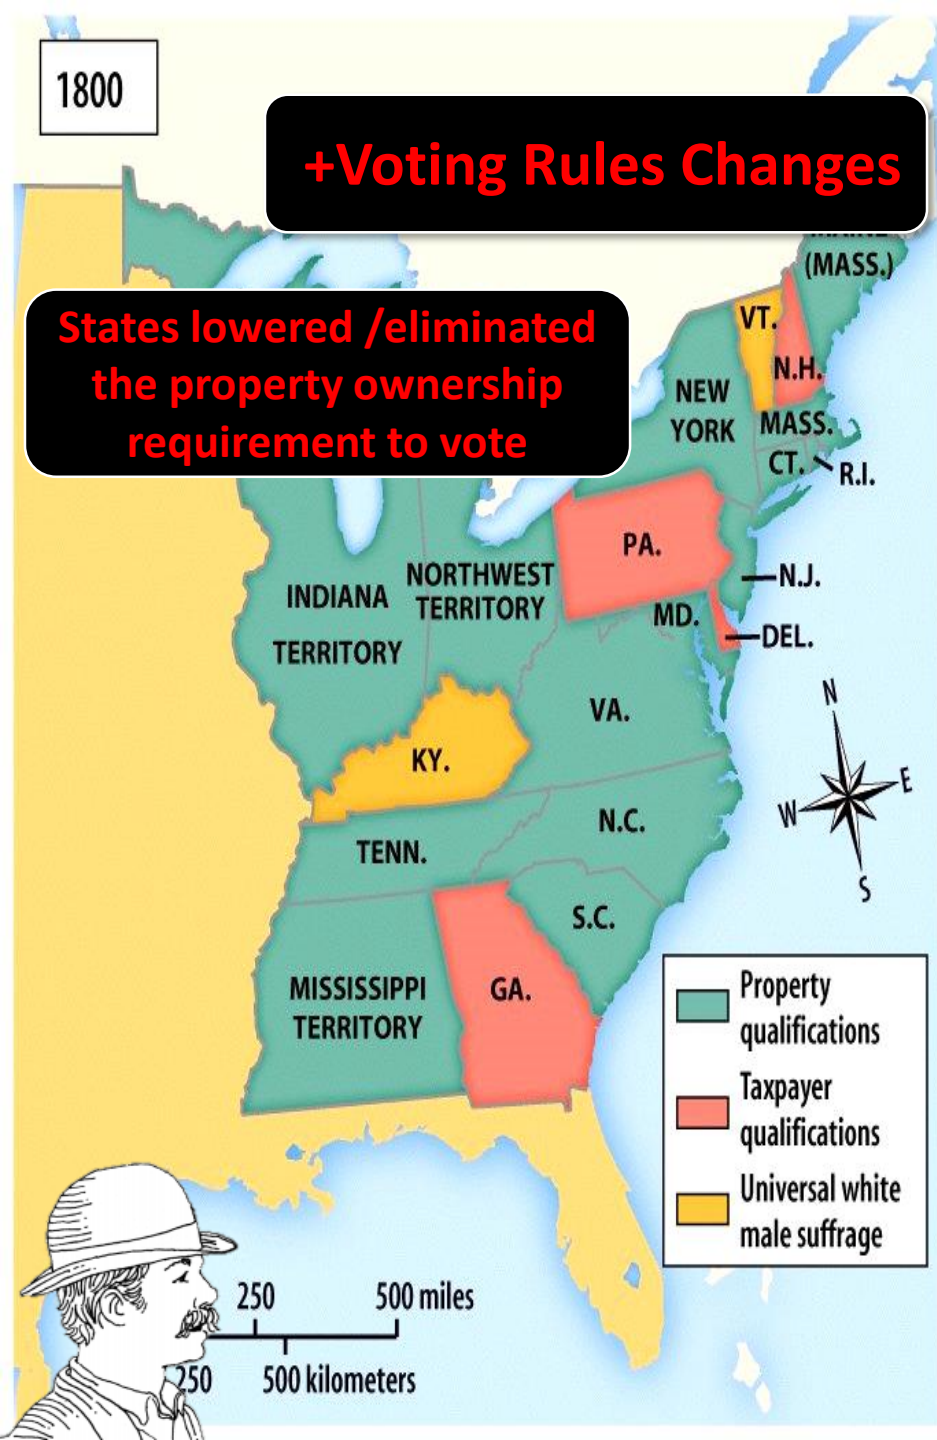 1800
+Voting Rules Changes
MAINE
(MASS.)
States lowered /eliminated
the property ownership
requirement to vote
VT.
N.H.
NEW
YORK
MASS.
CT.
R.I.
PA.
N.J.
NORTHWEST
TERRITORY
INDIANA
TERRITORY
MD.
DEL.
VA.
KY.
N
W
E
S
N.C.
TENN.
S.C.
MISSISSIPPI
TERRITORY
GA.
Property
qualifications
Taxpayer
qualifications
Universal white
male suffrage
250
500 miles
250
500 kilometers